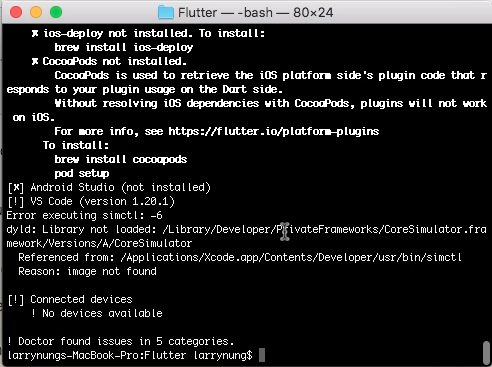 Flutter — -bash — 80×24
✗ ios-deploy not installed. To install:
brew install ios-deploy
✗ CocoaPods not installed.
CocoaPods is used to retrieve the iOS platform side's plugin code that r
esponds to your plugin usage on the Dart side.
Without resolving iOS dependencies with CocoaPods, plugins will not work
on iOS.
For more info, see https://flutter.io/platform-plugins
To install:
brew install cocoapods
pod setup
[✗] Android Studio (not installed)
[!] VS Code (version 1.20.1)
Error executing simctl: -6
dyld: Library not loaded: /Library/Developer/PrivateFrameworks/CoreSimulator.fra
mework/Versions/A/CoreSimulator
Referenced from: /Applications/Xcode.app/Contents/Developer/usr/bin/simctl
Reason: image not found
[!] Connected devices
! No devices available
! Doctor found issues in 5 categories.
larrynungs-MacBook-Pro:Flutter larrynung$